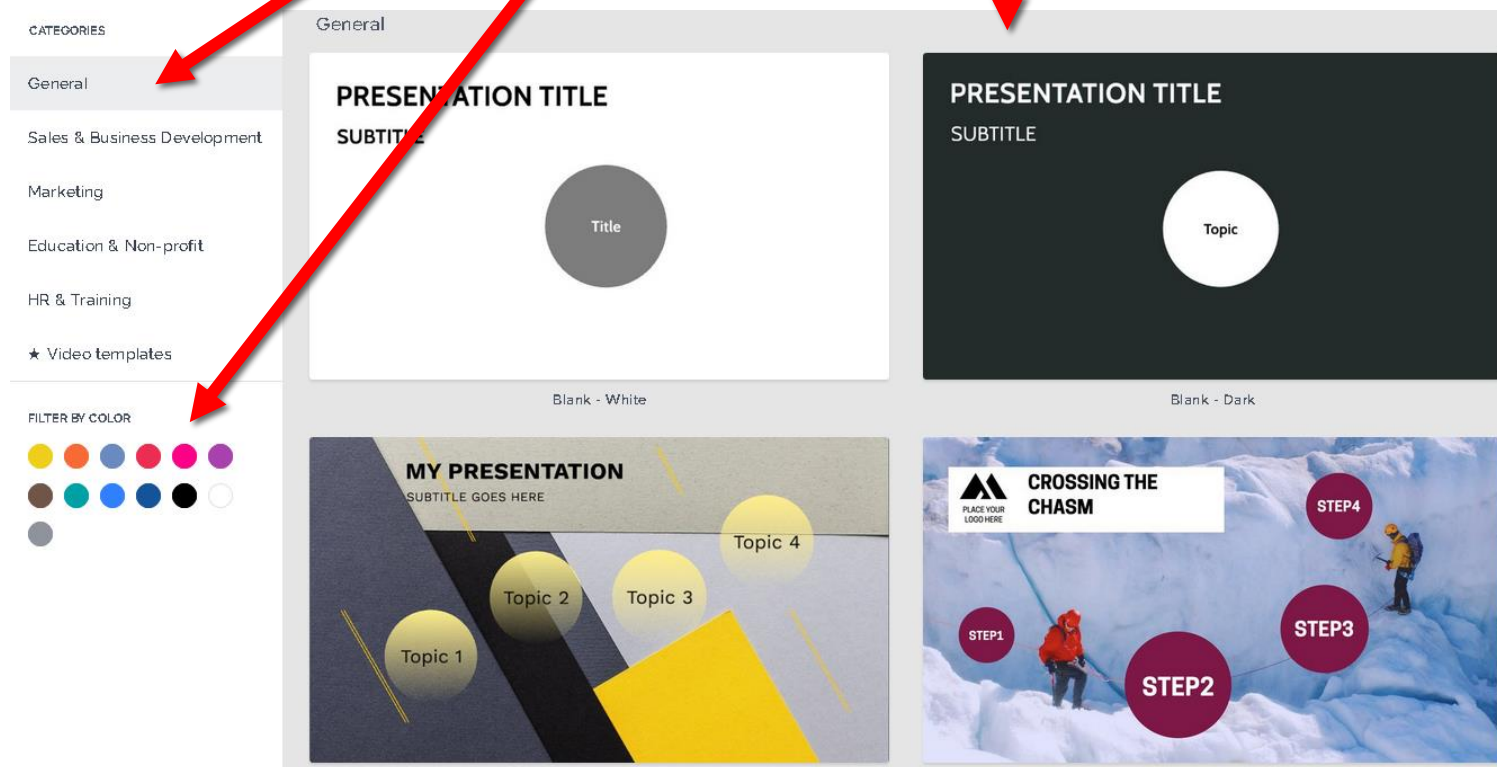 CATEGORIES
General
Sales & Business Development
Marketing
Education & Non-profit
HR & Training
★ Video templates
FILTER BY COLOR
General
PRESENTATION TITLE
SUBTITLE
Title
Blank - White
PRESENTATION TITLE
SUBTITLE
Topic
Blank - Dark
MY PRESENTATION
SUBTITLE GOES HERE
Topic 1
Topic 2
Topic 3
Topic 4
PLACE YOUR
LOGO HERE
CROSSING THE
CHASM
STEP1
STEP2
STEP3
STEP4